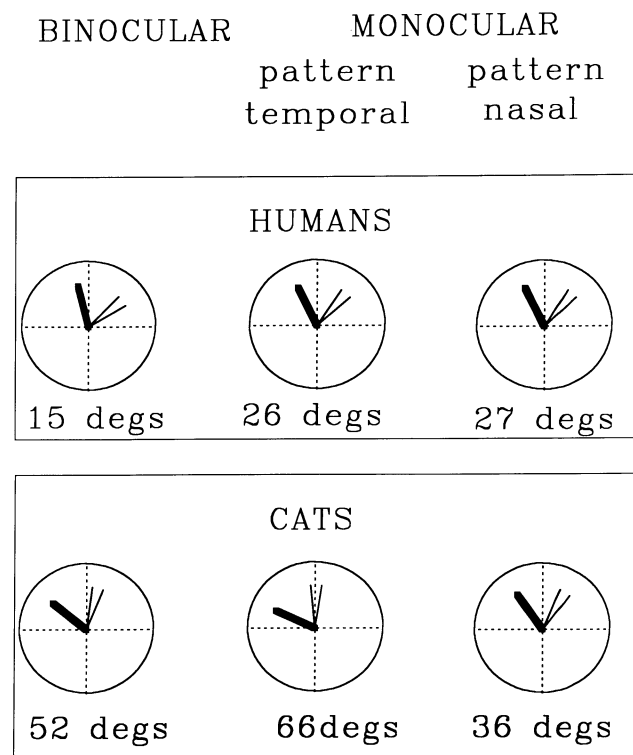 BINOCULAR MONOCULAR
pattern pattern
temporal nasal
HUMANS
15 degs 26 degs 27 degs
CATS
52 degs 66degs 36 degs